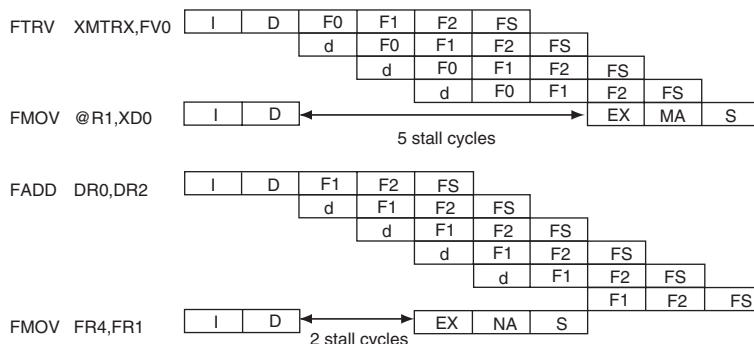 FTRV XMTRX,FV0 I D F0 F1 F2 FS
d F0 F1 F2 FS
d F0 F1 F2 FS
d F0 F1 F2 FS
FMOV @R1,XD0 I D EX MA S
5 stall cycles
FADD DR0,DR2 I D F1 F2 FS
d F1 F2 FS
d F1 F2 FS
d F1 F2 FS
d F1 F2 FS
F1 F2 FS
FMOV FR4,FR1 I D EX NA S
2 stall cycles